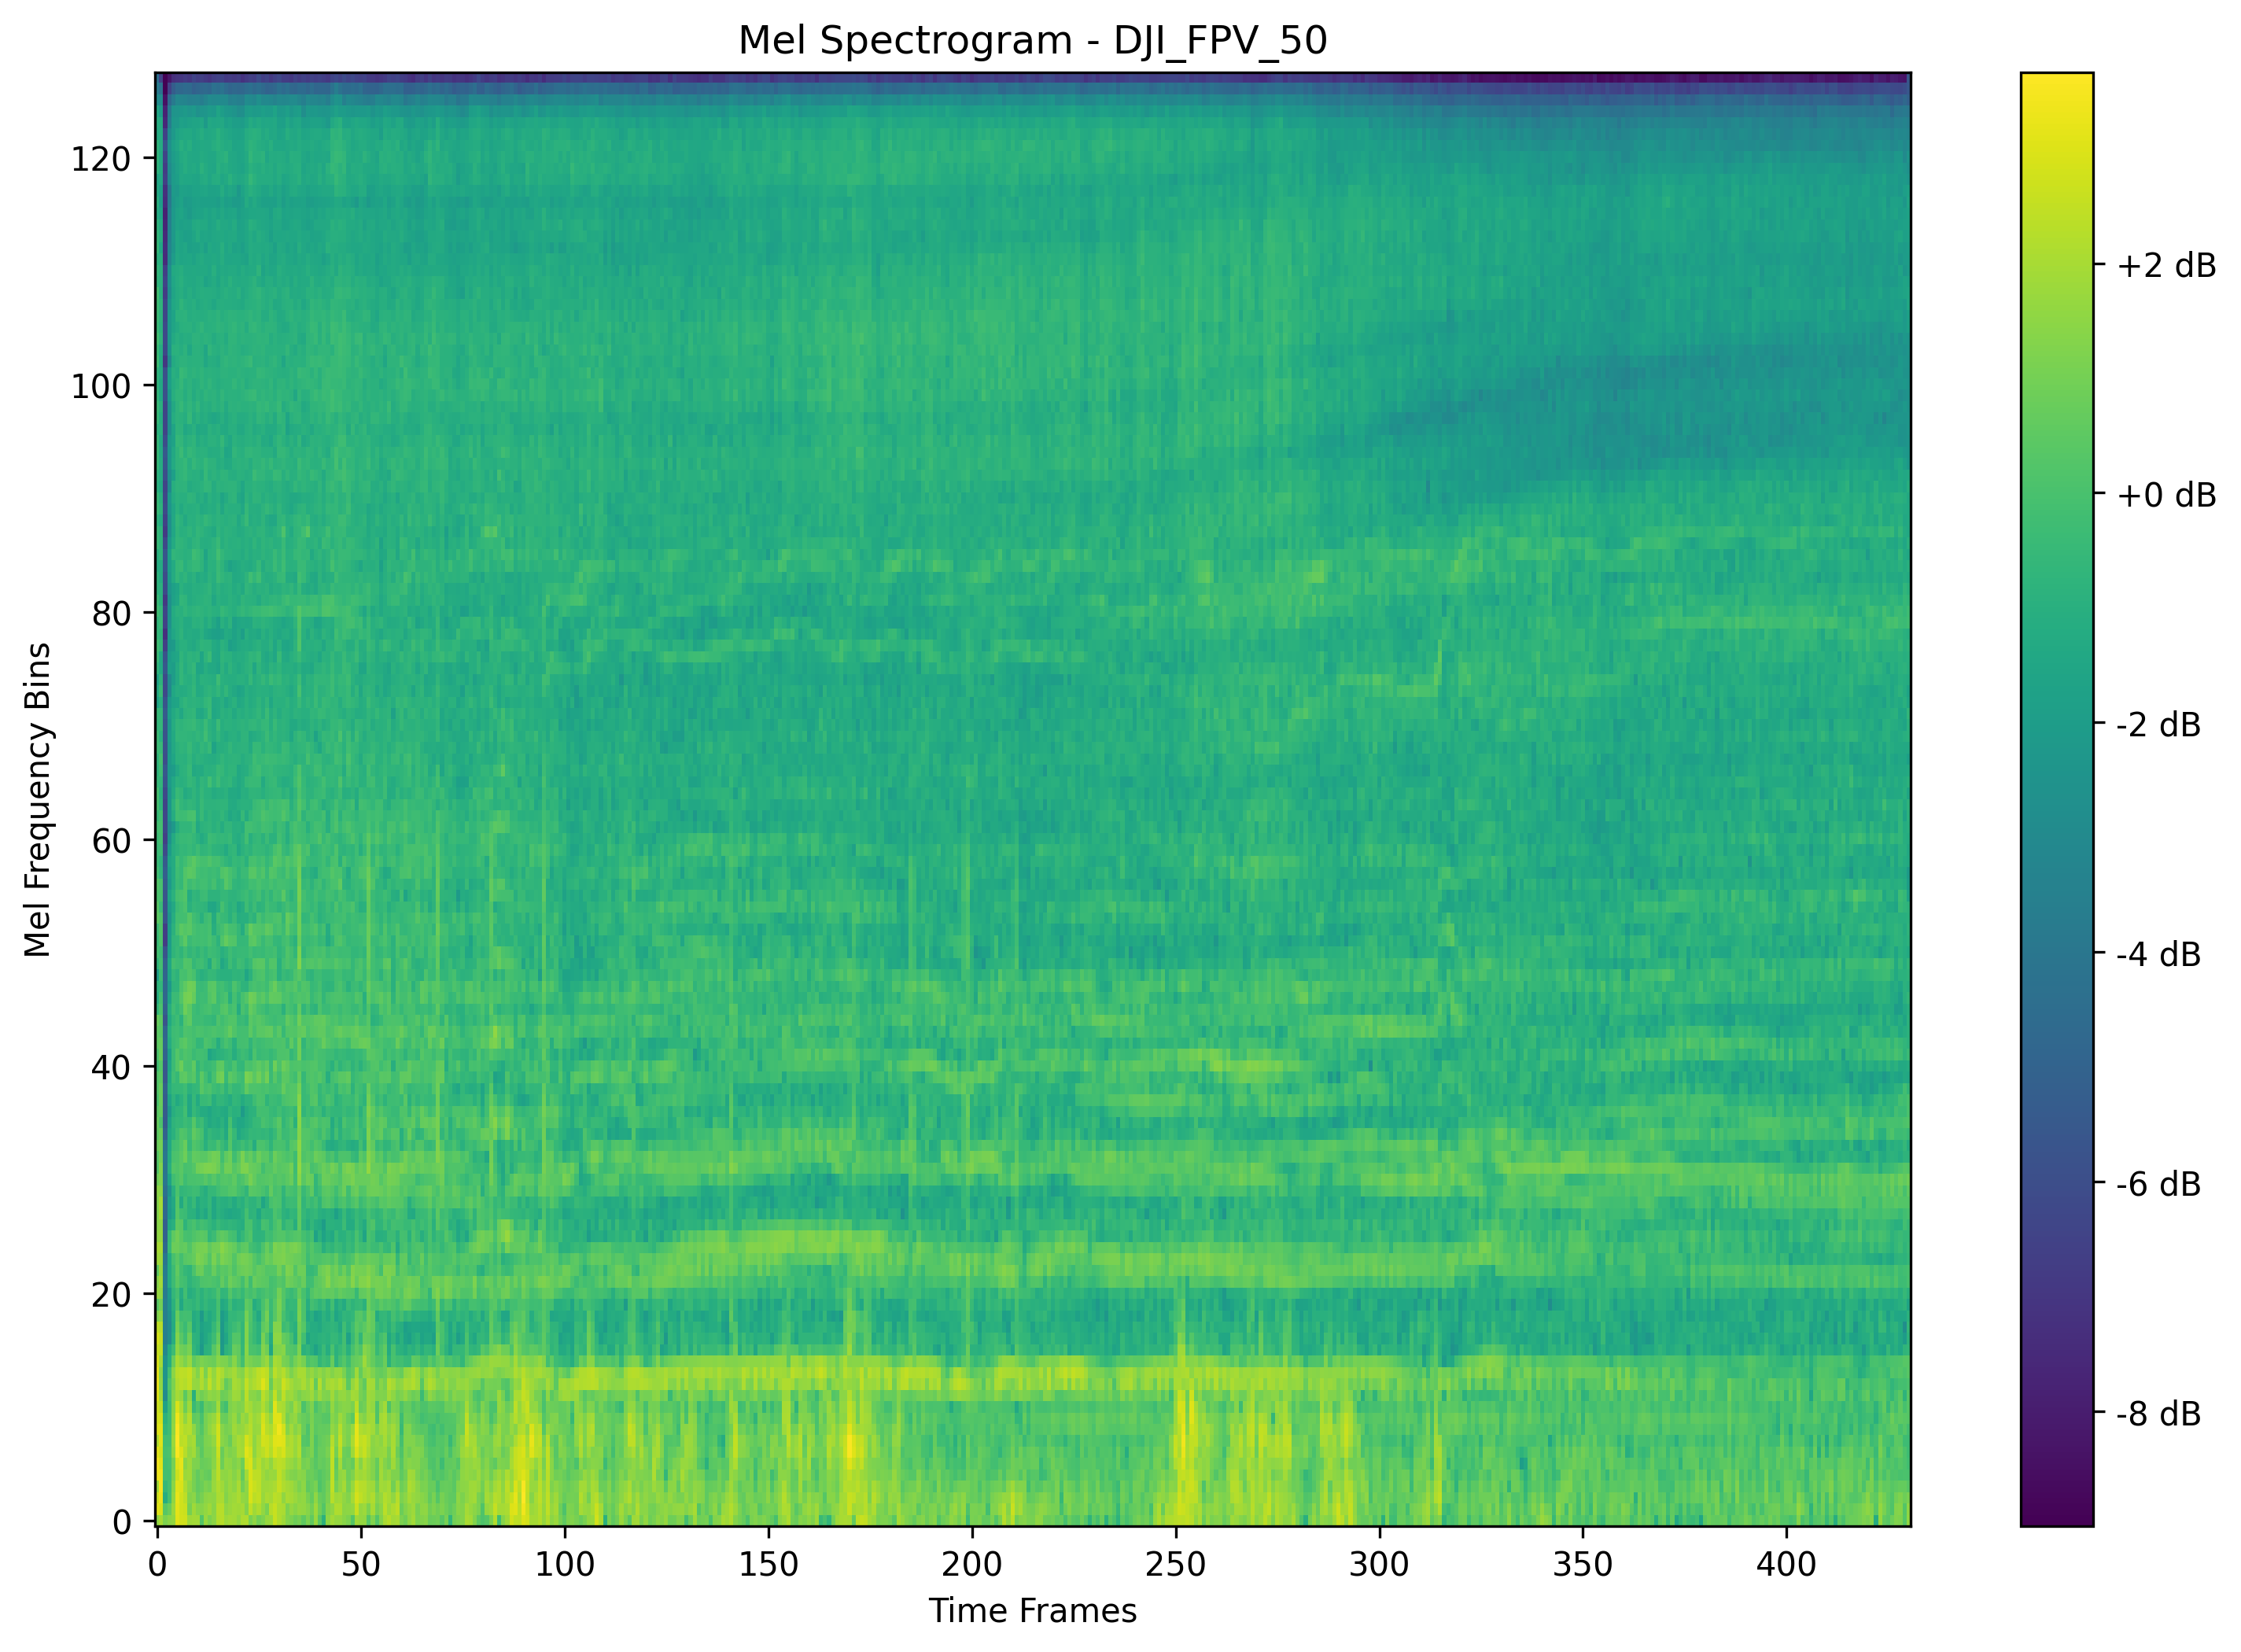 Mel Spectrogram - DJI_FPV_50
120
100
80
60
40
20
0
Mel Frequency Bins
0 50 100 150 200 250 300 350 400
Time Frames
+2 dB
+0 dB
-2 dB
-4 dB
-6 dB
-8 dB